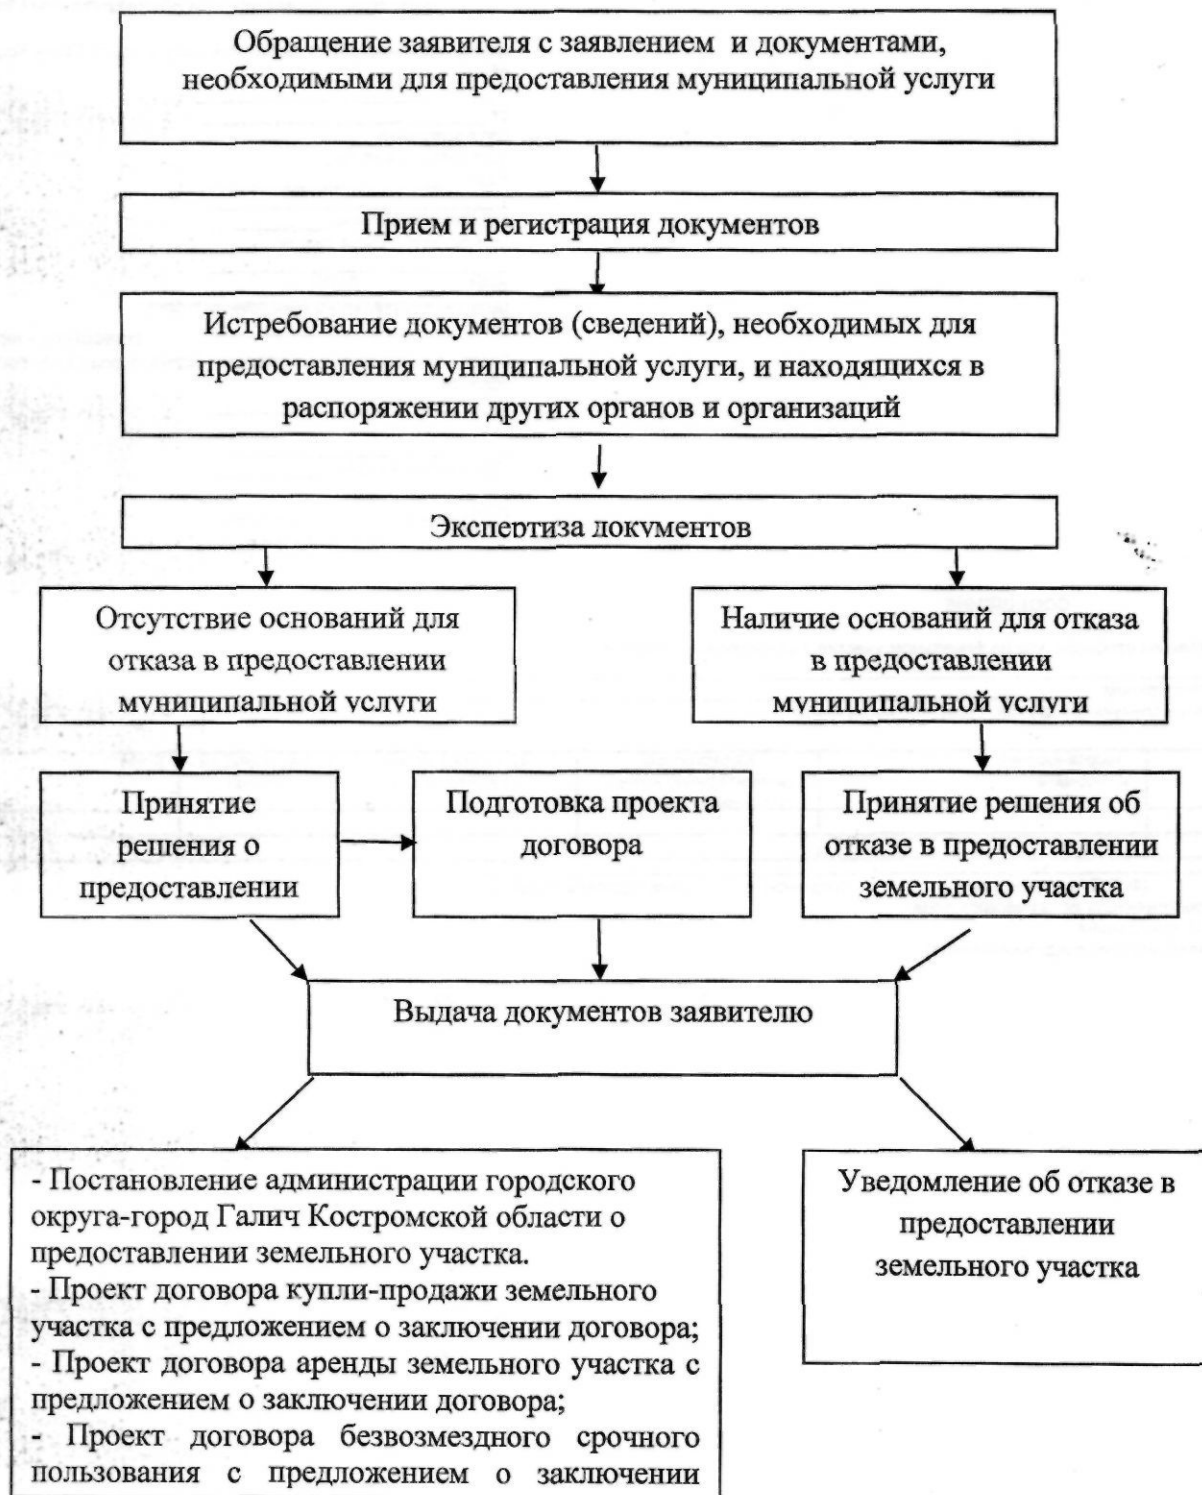 Обращение заявителя с заявлением и документами,
необходимыми для предоставления муниципальной услуги
Прием и регистрация документов
Истребование документов (сведений), необходимых для
предоставления муниципальной услуги, и находящихся в
распоряжении других органов и организаций
Экспертиза документов
Отсутствие оснований для
отказа в предоставлении
муниципальной услуги
Наличие оснований для отказа
в предоставлении
муниципальной услуги
Принятие
решения о
предоставлении
Подготовка проекта
договора
Принятие решения об
отказе в предоставлении
земельного участка
Выдача документов заявителю
- Постановление администрации городского
округа-город Галич Костромской области о
предоставлении земельного участка.
- Проект договора купли-продажи земельного
участка с предложением о заключении договора;
- Проект договора аренды земельного участка с
предложением о заключении договора;
- Проект договора безвозмездного срочного
пользования с предложением о заключении
Уведомление об отказе в
предоставлении
земельного участка